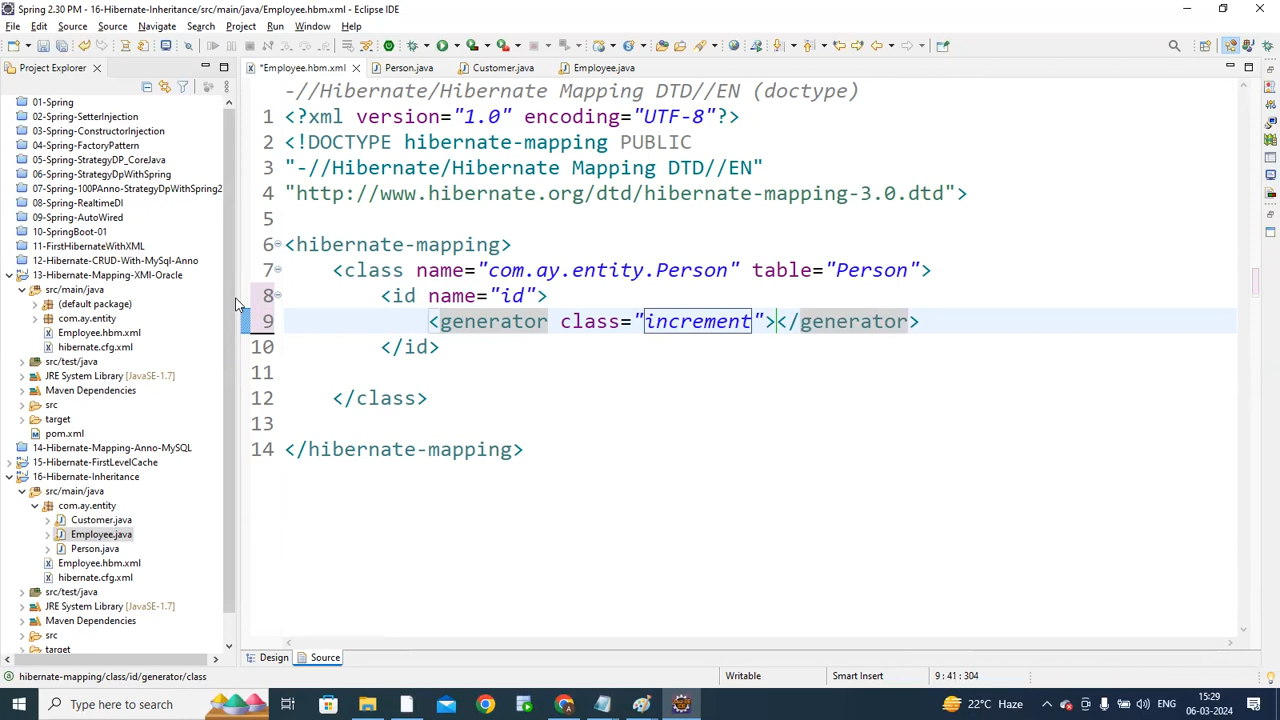 Spring 2.30 PM - 16-Hibernate-Inheritance/src/main/java/Employee.hbm.xml - Eclipse IDE
File Edit Source Source Navigate Search Project Run Window Help
Project Explorer
*Employee.hbm.xml Person.java Customer.java Employee.java
01-Spring
02-SetterInjection
03-ConstructorInjection
04-FactoryPattern
05-Spring-StrategyDP_CoreJava
06-Spring-StrategyDpWithSpring
07-Spring-100PAnno-StrategyDpWithSpring2
08-Spring-RealtimeDI
09-Spring-AutoWired
10-SpringBoot-01
11-FirstHibernateWithXML
12-Hibernate-CRUD-With-MySql-Anno
13-Hibernate-Mapping-XMl-Oracle
src/main/java
(default package)
com.ay.entity
Employee.hbm.xml
hibernate.cfg.xml
src/test/java
JRE System Library [JavaSE-1.7]
Maven Dependencies
src
target
pom.xml
14-Hibernate-Mapping-Anno-MySQL
15-Hibernate-FirstLevelCache
16-Hibernate-Inheritance
src/main/java
com.ay.entity
Customer.java
Employee.java
Person.java
Employee.hbm.xml
hibernate.cfg.xml
src/test/java
JRE System Library [JavaSE-1.7]
Maven Dependencies
src
target
-//Hibernate/Hibernate Mapping DTD//EN (doctype)
1 <?xml version="1.0" encoding="UTF-8"?>
2 <!DOCTYPE hibernate-mapping PUBLIC
3 "-//Hibernate/Hibernate Mapping DTD//EN"
4 "http://www.hibernate.org/dtd/hibernate-mapping-3.0.dtd">
5
6 <hibernate-mapping>
7 <class name="com.ay.entity.Person" table="Person">
8 <id name="id">
9 <generator class="increment"></generator>
10 </id>
11
12 </class>
13
14 </hibernate-mapping>
Design Source
hibernate-mapping/class/id/generator/class Writable Smart Insert 9 : 41 : 304
Type here to search 22°C Haze ENG 15:29
06-03-2024